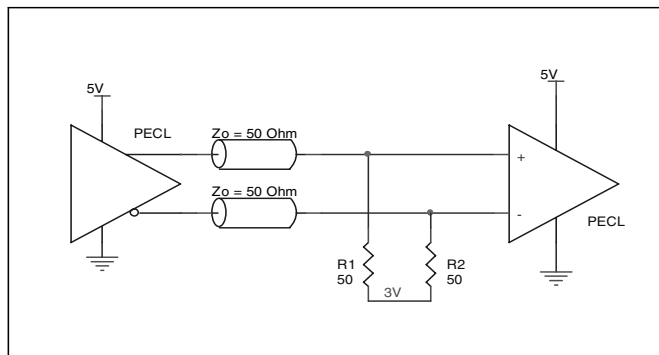 5V
PECL
Zo = 50 Ohm
Zo = 50 Ohm
R1
50
R2
50
3V
5V
+
-
PECL